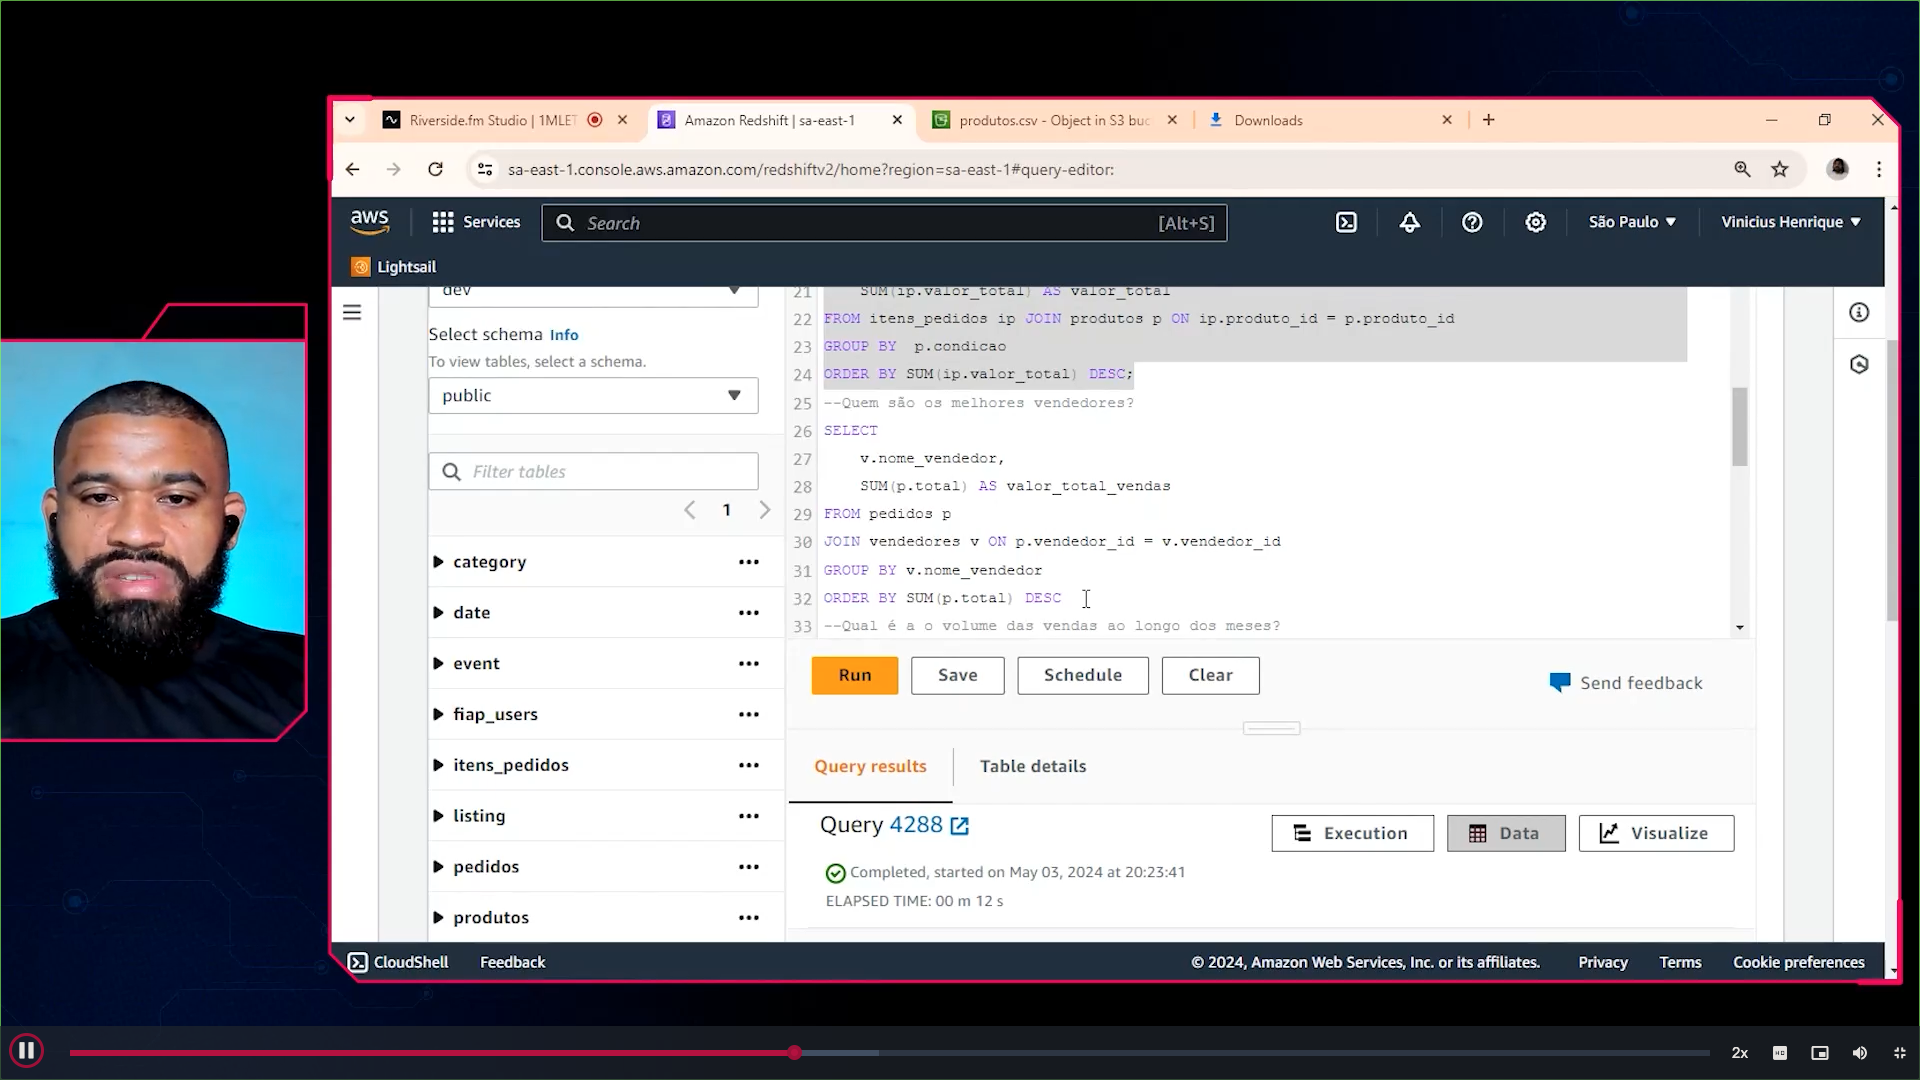 Riverside.fm Studio | 1MLET
Amazon Redshift | sa-east-1
produtos.csv - Object in S3 buc
Downloads
sa-east-1.console.aws.amazon.com/redshiftv2/home?region=sa-east-1#query-editor:
aws
Services
Search
[Alt+S]
São Paulo
Vinicius Henrique
Lightsail
dev
Select schema Info
To view tables, select a schema.
public
Filter tables
1
category
date
event
fiap_users
itens_pedidos
listing
pedidos
produtos
21 SUM(ip.valor_total) AS valor_total
22 FROM itens_pedidos ip JOIN produtos p ON ip.produto_id = p.produto_id
23 GROUP BY p.condicao
24 ORDER BY SUM(ip.valor_total) DESC;
25 --Quem são os melhores vendedores?
26 SELECT
27 v.nome_vendedor,
28 SUM(p.total) AS valor_total_vendas
29 FROM pedidos p
30 JOIN vendedores v ON p.vendedor_id = v.vendedor_id
31 GROUP BY v.nome_vendedor
32 ORDER BY SUM(p.total) DESC
33 --Qual é a o volume das vendas ao longo dos meses?
Run
Save
Schedule
Clear
Send feedback
Query results
Table details
Query 4288
Execution
Data
Visualize
Completed, started on May 03, 2024 at 20:23:41
ELAPSED TIME: 00 m 12 s
CloudShell
Feedback
© 2024, Amazon Web Services, Inc. or its affiliates.
Privacy
Terms
Cookie preferences
2x
HD